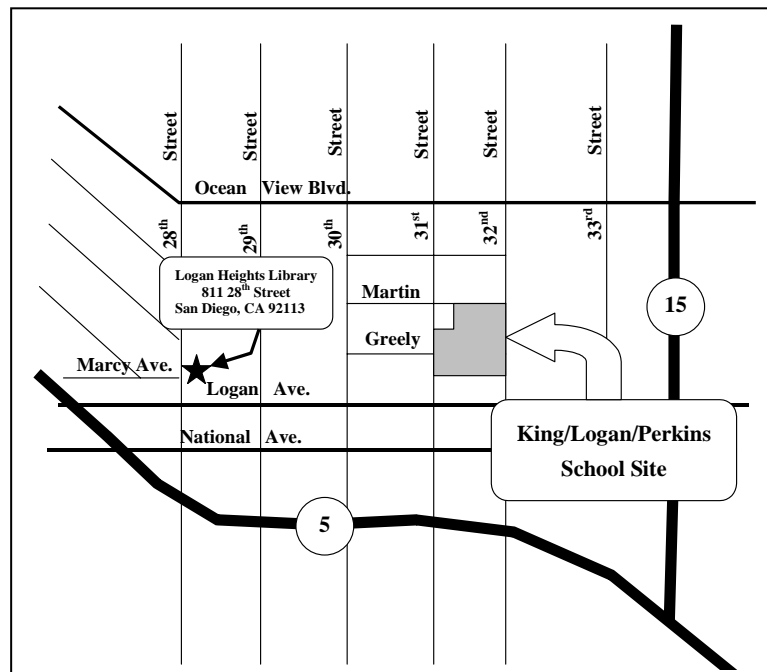 Street
Street
Street
Street
Street
Street
Ocean View Blvd.
28th
29th
30th
31st
32nd
33rd
Logan Heights Library
811 28th Street
San Diego, CA 92113
Martin
15
Greely
Marcy Ave.
Logan Ave.
National Ave.
King/Logan/Perkins
School Site
5